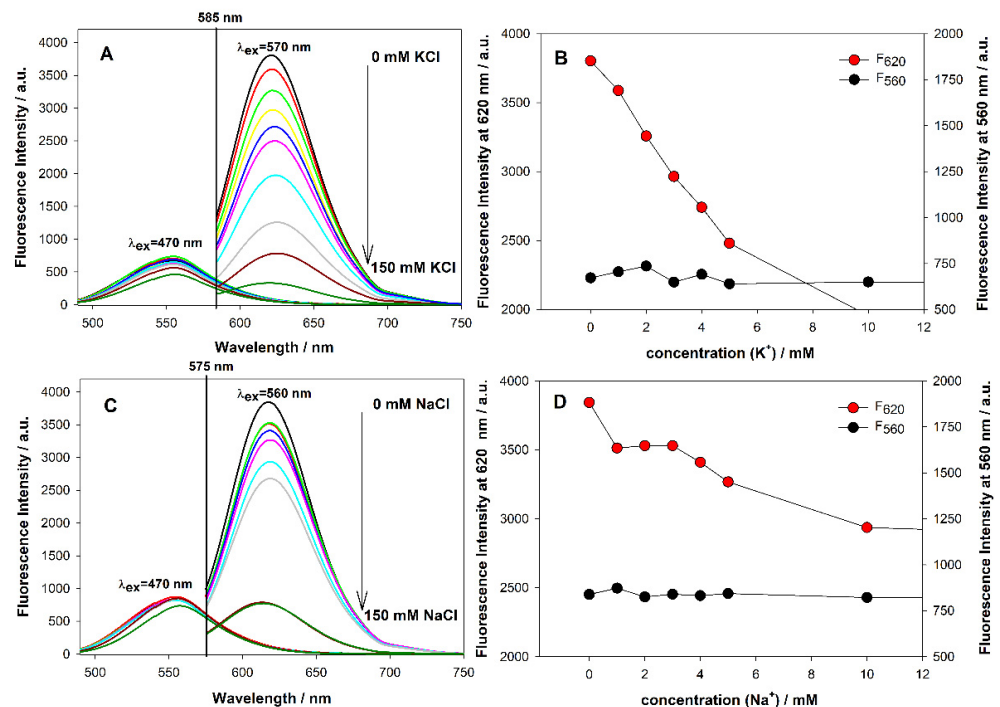 585 nm
A
λex=570 nm
0 mM KCl
λex=470 nm
150 mM KCl
Fluorescence Intensity / a.u.
4000
3500
3000
2500
2000
1500
1000
500
0
500 550 600 650 700 750
Wavelength / nm
B
F620
F560
Fluorescence Intensity at 620 nm / a.u.
4000
3500
3000
2500
2000
Fluorescence Intensity at 560 nm / a.u.
2000
1750
1500
1250
1000
750
500
0 2 4 6 8 10 12
concentration (K+) / mM
575 nm
C
λex=560 nm
0 mM NaCl
λex=470 nm
150 mM NaCl
Fluorescence Intensity / a.u.
4000
3500
3000
2500
2000
1500
1000
500
0
500 550 600 650 700 750
Wavelength / nm
D
F620
F560
Fluorescence Intensity at 620 nm / a.u.
4000
3500
3000
2500
2000
Fluorescence Intensity at 560 nm / a.u.
2000
1750
1500
1250
1000
750
500
0 2 4 6 8 10 12
concentration (Na+) / mM